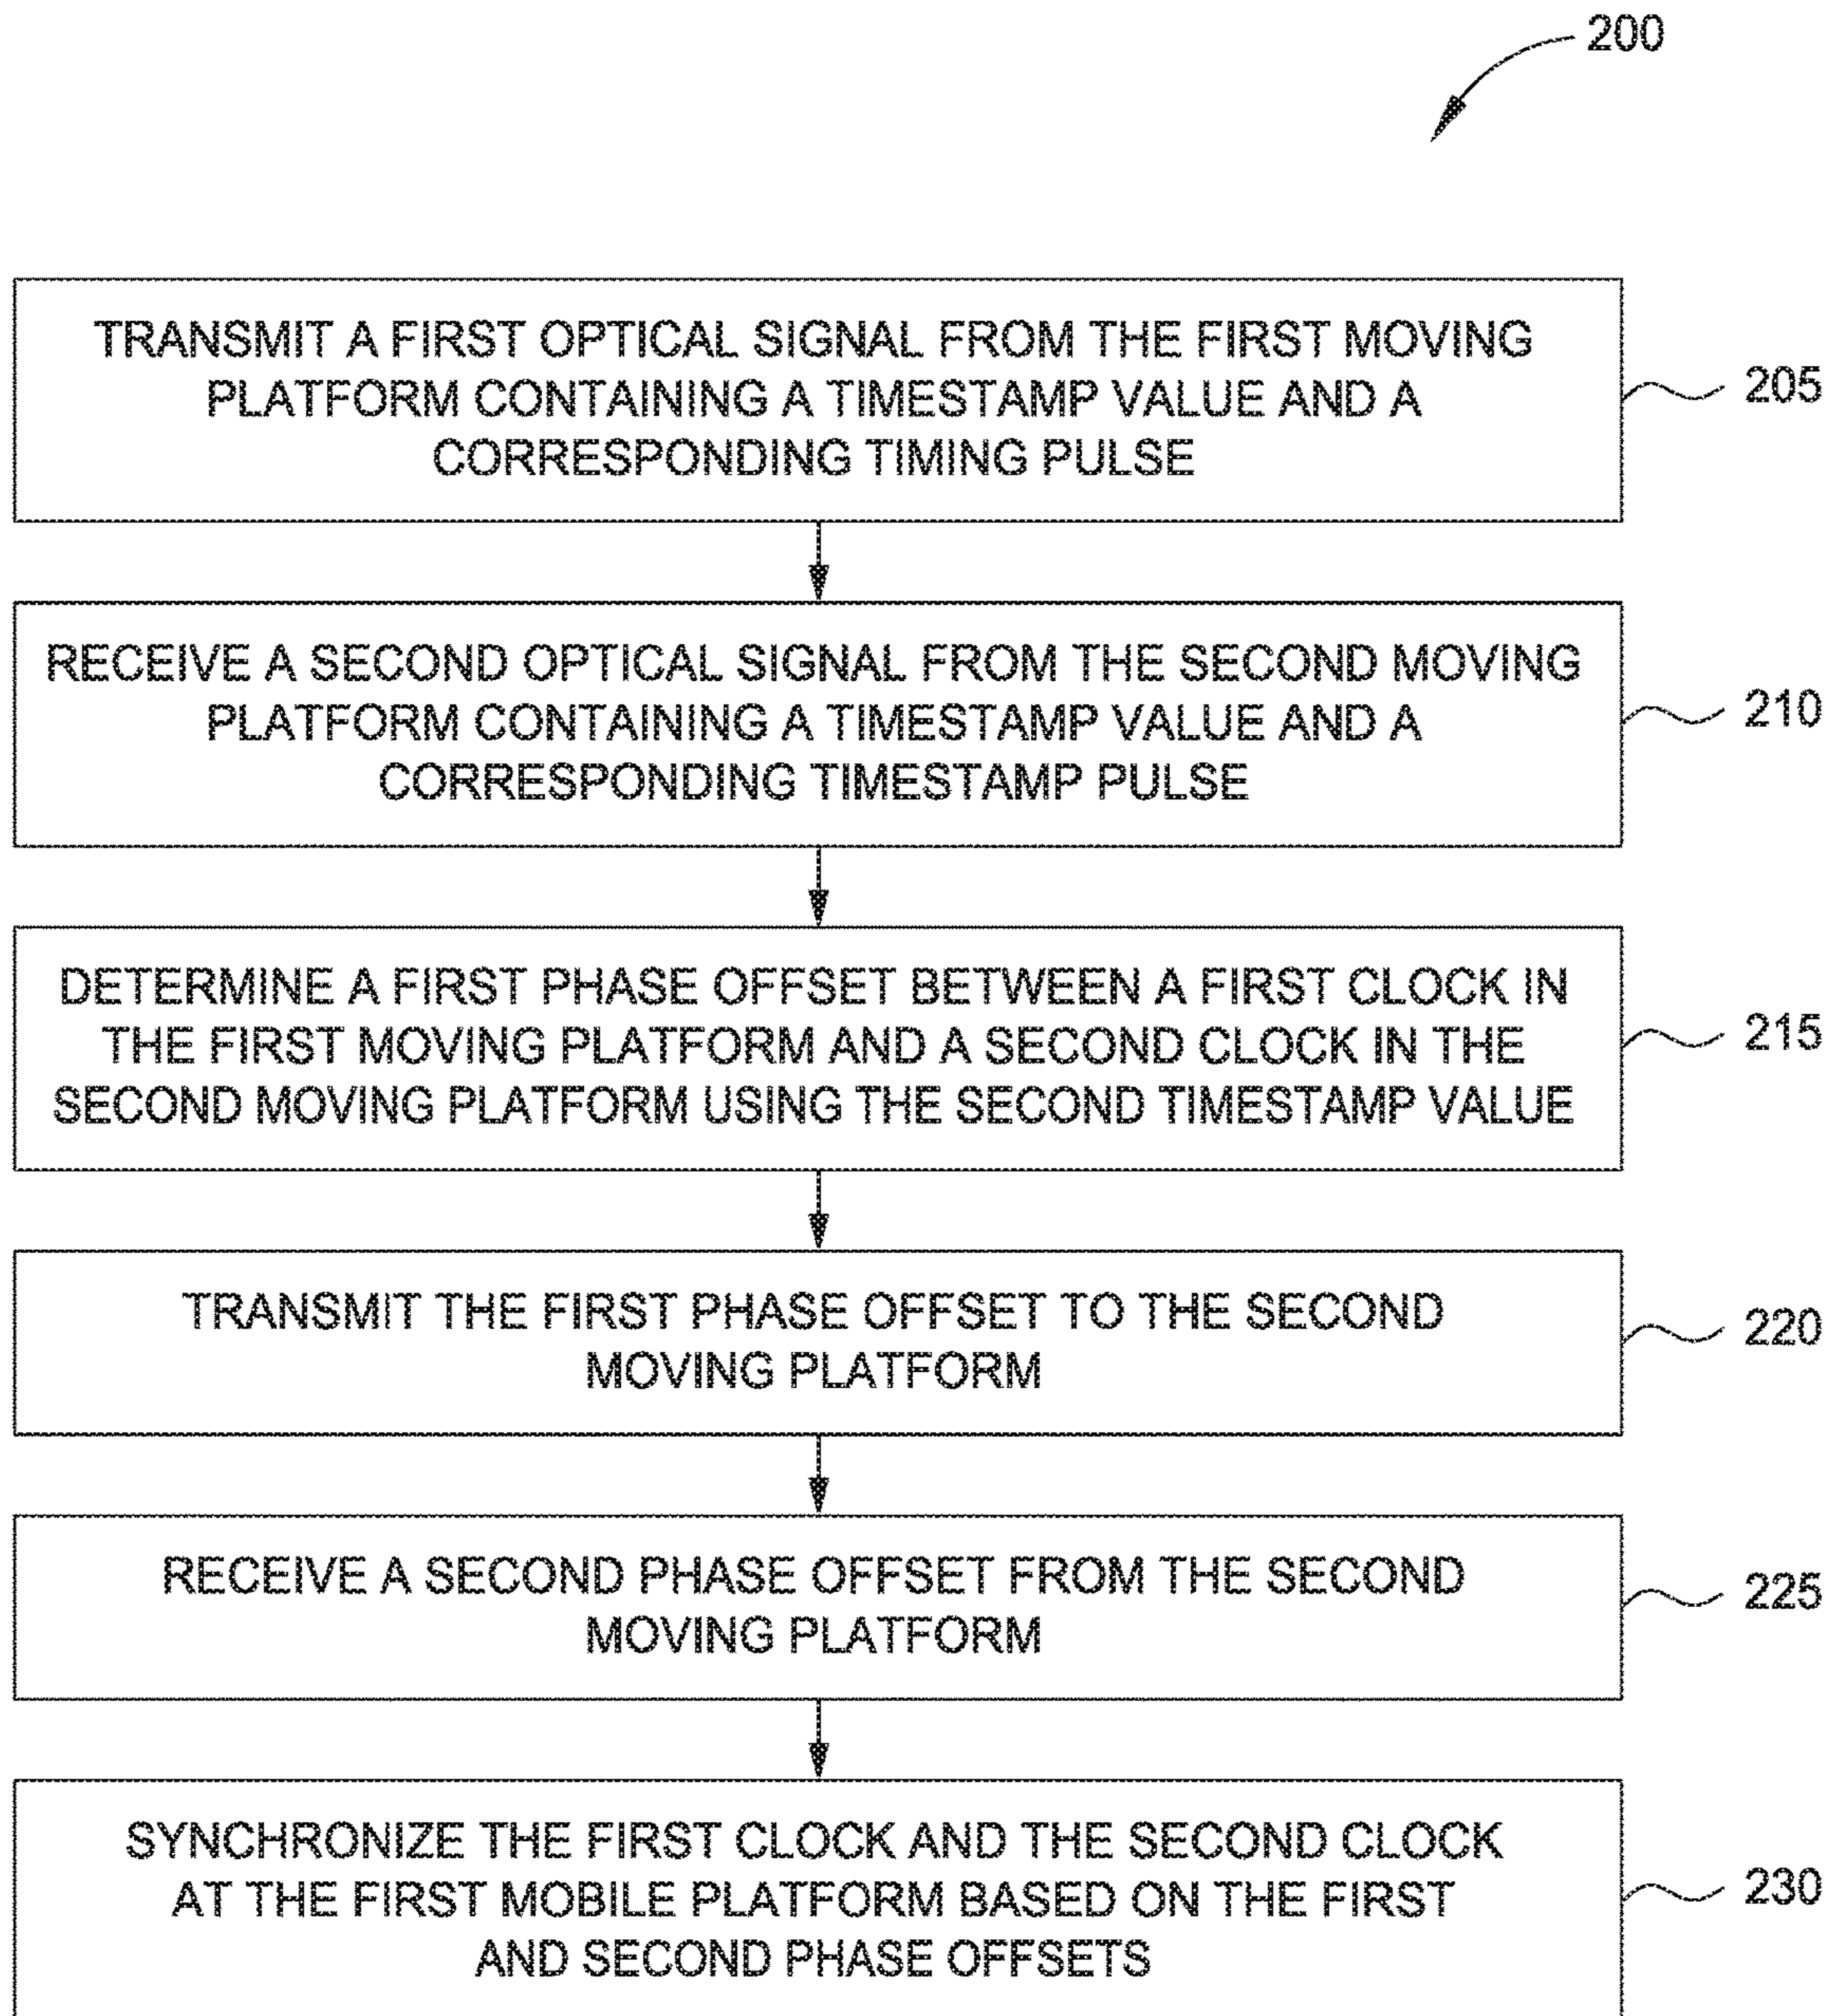 200
TRANSMIT A FIRST OPTICAL SIGNAL FROM THE FIRST MOVING
PLATFORM CONTAINING A TIMESTAMP VALUE AND A
CORRESPONDING TIMING PULSE
205
RECEIVE A SECOND OPTICAL SIGNAL FROM THE SECOND MOVING
PLATFORM CONTAINING A TIMESTAMP VALUE AND A
CORRESPONDING TIMESTAMP PULSE
210
DETERMINE A FIRST PHASE OFFSET BETWEEN A FIRST CLOCK IN
THE FIRST MOVING PLATFORM AND A SECOND CLOCK IN THE
SECOND MOVING PLATFORM USING THE SECOND TIMESTAMP VALUE
215
TRANSMIT THE FIRST PHASE OFFSET TO THE SECOND
MOVING PLATFORM
220
RECEIVE A SECOND PHASE OFFSET FROM THE SECOND
MOVING PLATFORM
225
SYNCHRONIZE THE FIRST CLOCK AND THE SECOND CLOCK
AT THE FIRST MOBILE PLATFORM BASED ON THE FIRST
AND SECOND PHASE OFFSETS
230